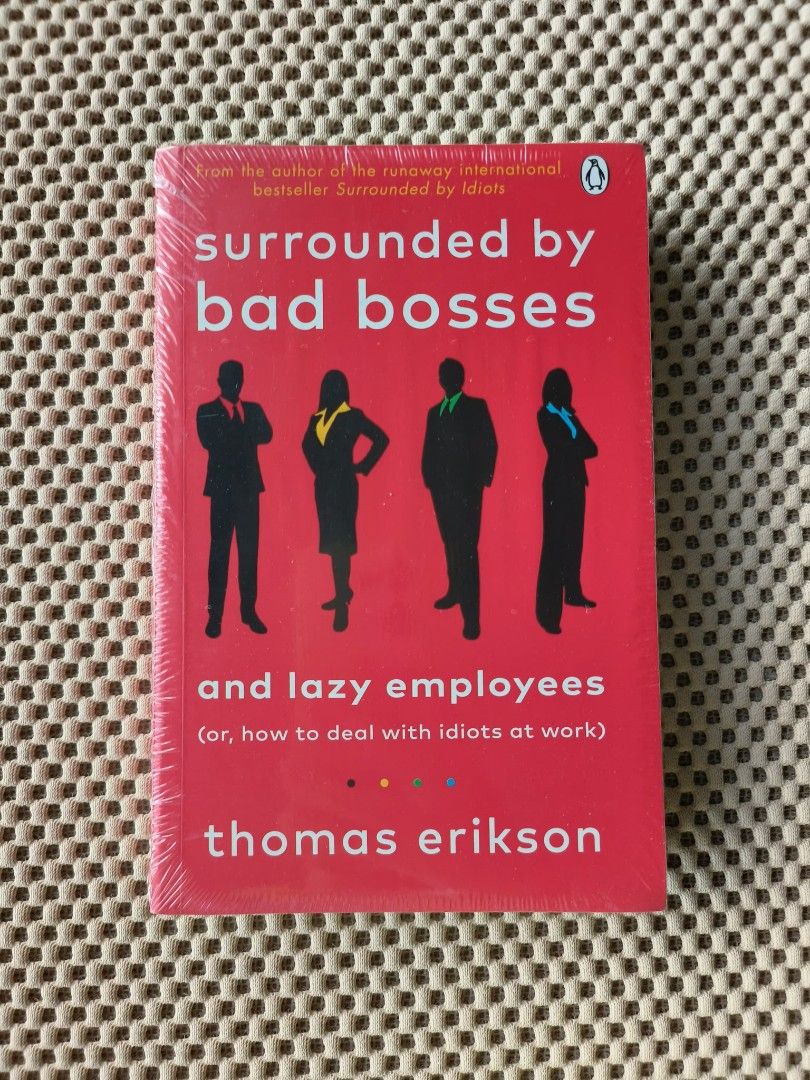 From the author of the runaway international
bestseller Surrounded by Idiots
surrounded by
bad bosses
and lazy employees
(or, how to deal with idiots at work)
thomas erikson